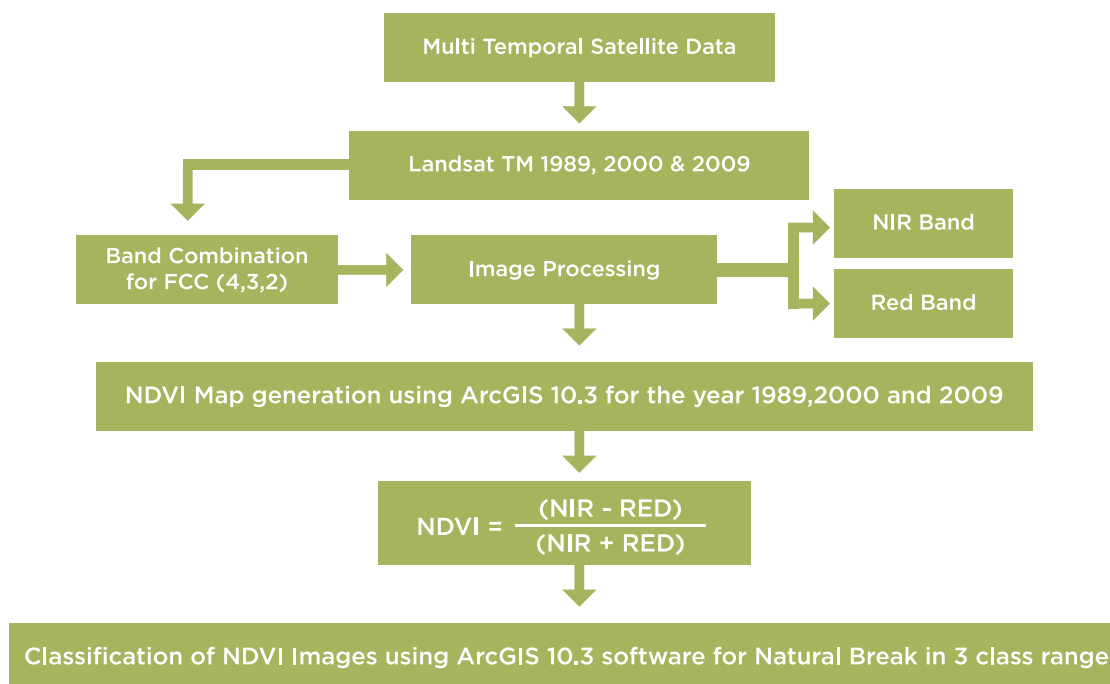 Multi Temporal Satellite Data
Landsat TM 1989, 2000 & 2009
NIR Band
Band Combination
for FCC (4,3,2)
Image Processing
Red Band
NDVI Map generation using ArcGIS 10.3 for the year 1989,2000 and 2009
NDVI = (NIR - RED)
(NIR + RED)
Classification of NDVI Images using ArcGIS 10.3 software for Natural Break in 3 class range